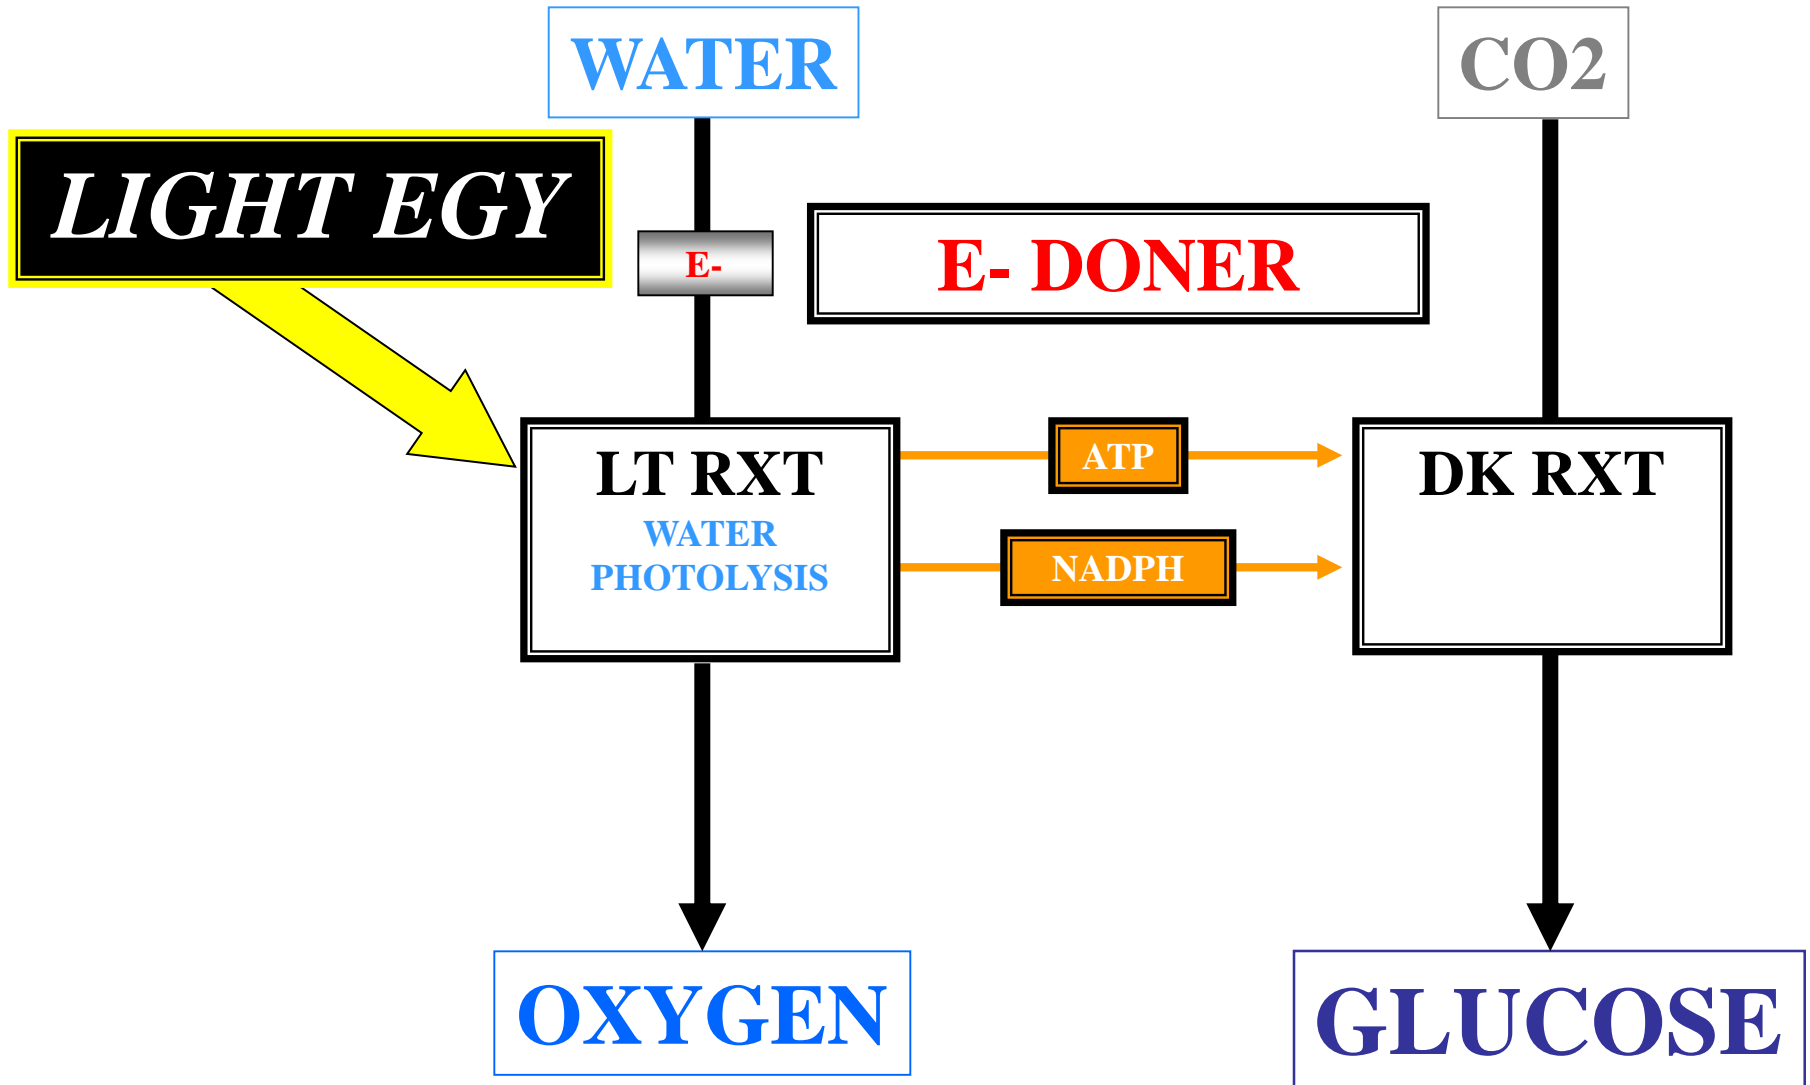 WATER
CO2
LIGHT EGY
E-
E- DONER
LT RXT
WATER
PHOTOLYSIS
ATP
NADPH
DK RXT
OXYGEN
GLUCOSE